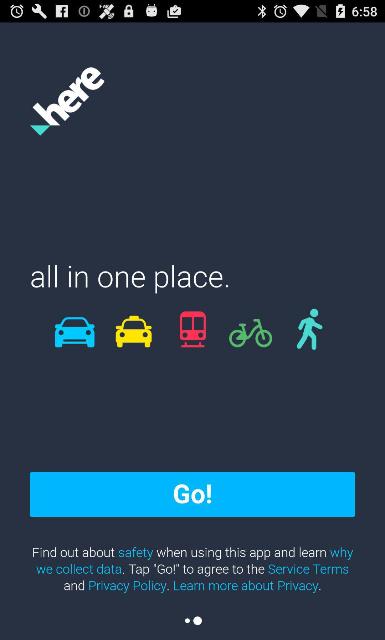 6:58
here
all in one place.
Go!
Find out about safety when using this app and learn why
we collect data. Tap "Go!" to agree to the Service Terms
and Privacy Policy. Learn more about Privacy.